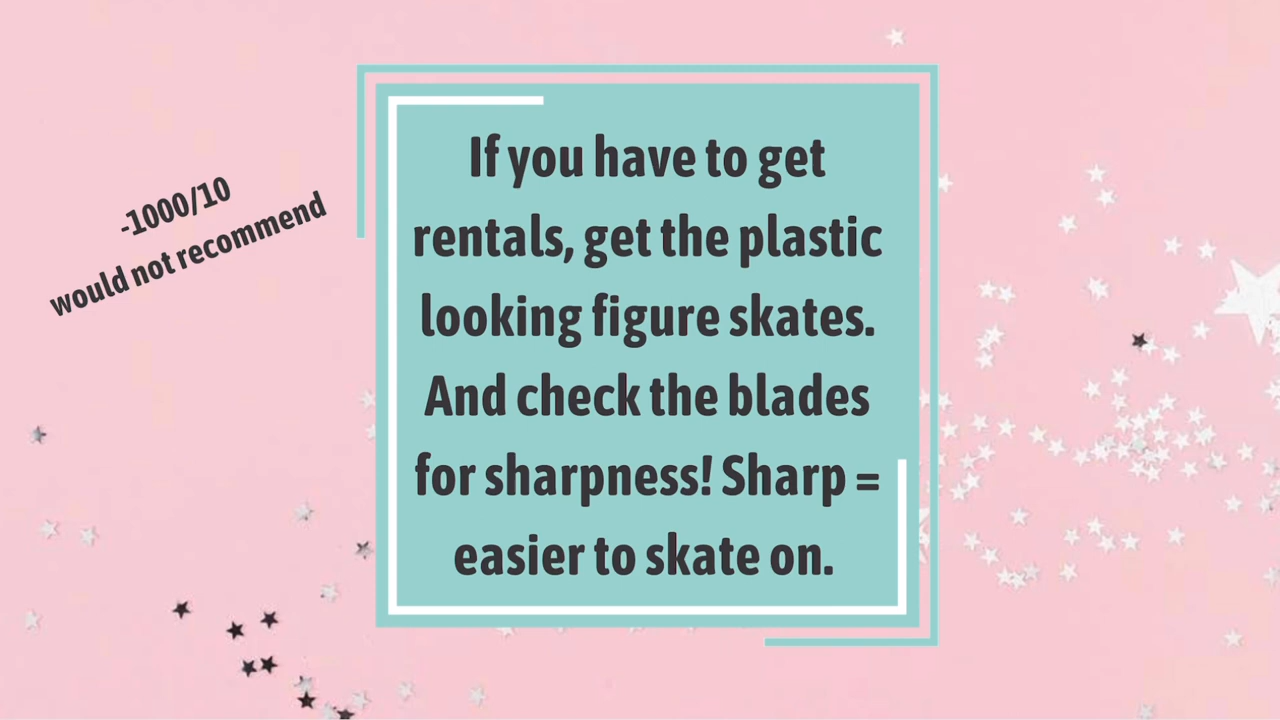 -1000/10
would not recommend
If you have to get
rentals, get the plastic
looking figure skates.
And check the blades
for sharpness! Sharp =
easier to skate on.